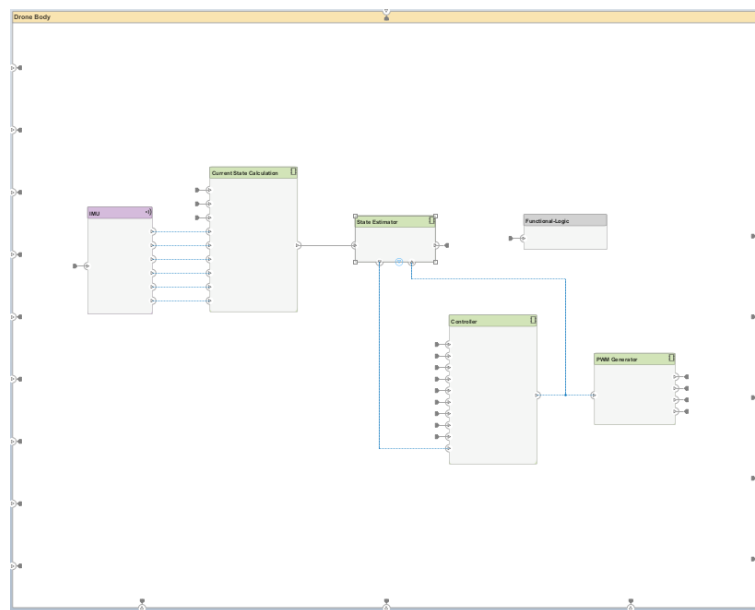 Drone Body
Current State Calculation
IMU
State Estimator
Functional-Logic
Controller
PWM Generator